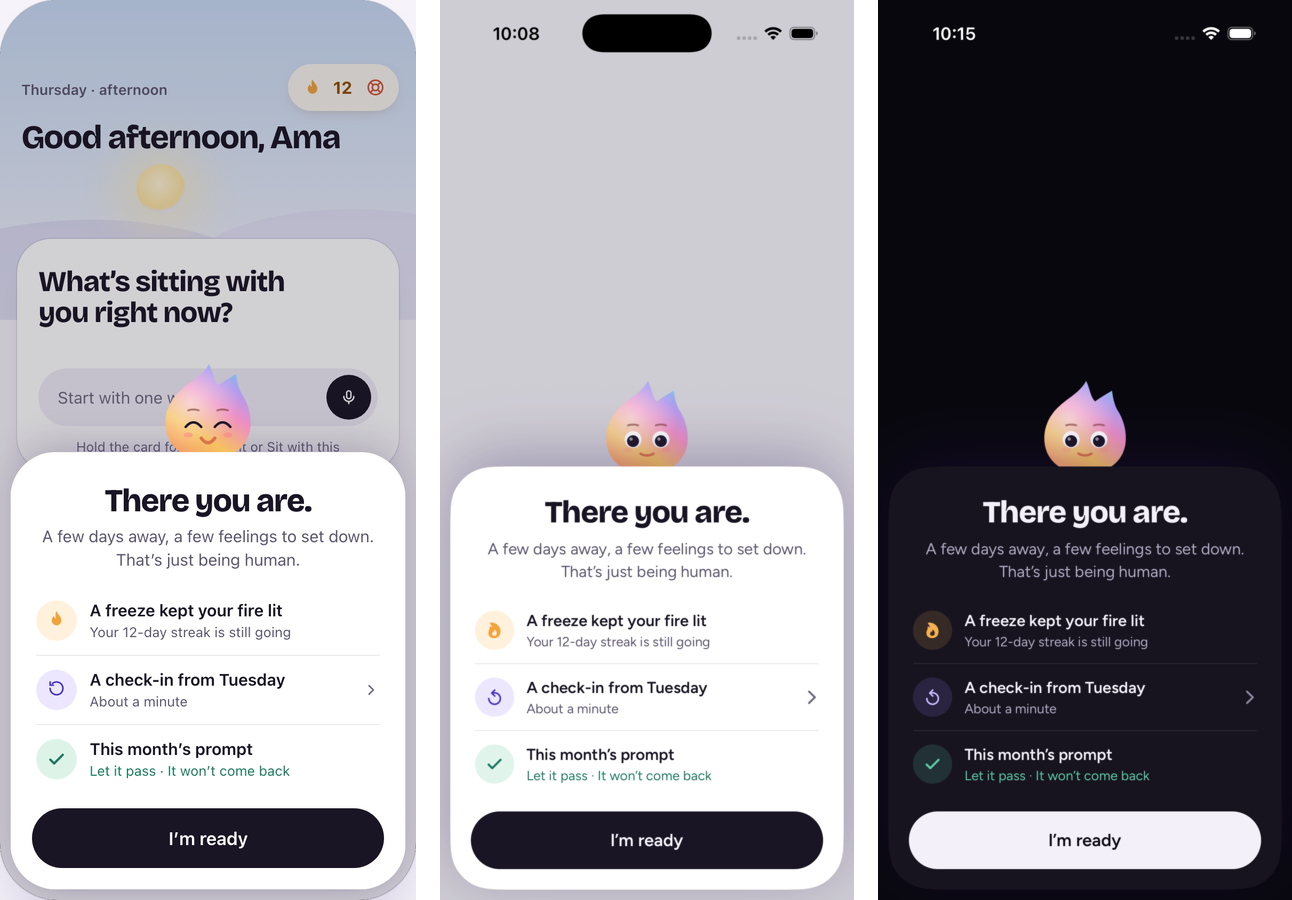 Thursday · afternoon
12
Good afternoon, Ama
What's sitting with
you right now?
Start with one
Hold the card
t or Sit with this
There you are.
A few days away, a few feelings to set down.
That's just being human.
A freeze kept your fire lit
Your 12-day streak is still going
A check-in from Tuesday
About a minute
This month's prompt
Let it pass · It won't come back
I'm ready
10:08
There you are.
A few days away, a few feelings to set down.
That's just being human.
A freeze kept your fire lit
Your 12-day streak is still going
A check-in from Tuesday
About a minute
This month's prompt
Let it pass · It won't come back
I'm ready
10:15
There you are.
A few days away, a few feelings to set down.
That's just being human.
A freeze kept your fire lit
Your 12-day streak is still going
A check-in from Tuesday
About a minute
This month's prompt
Let it pass · It won't come back
I'm ready